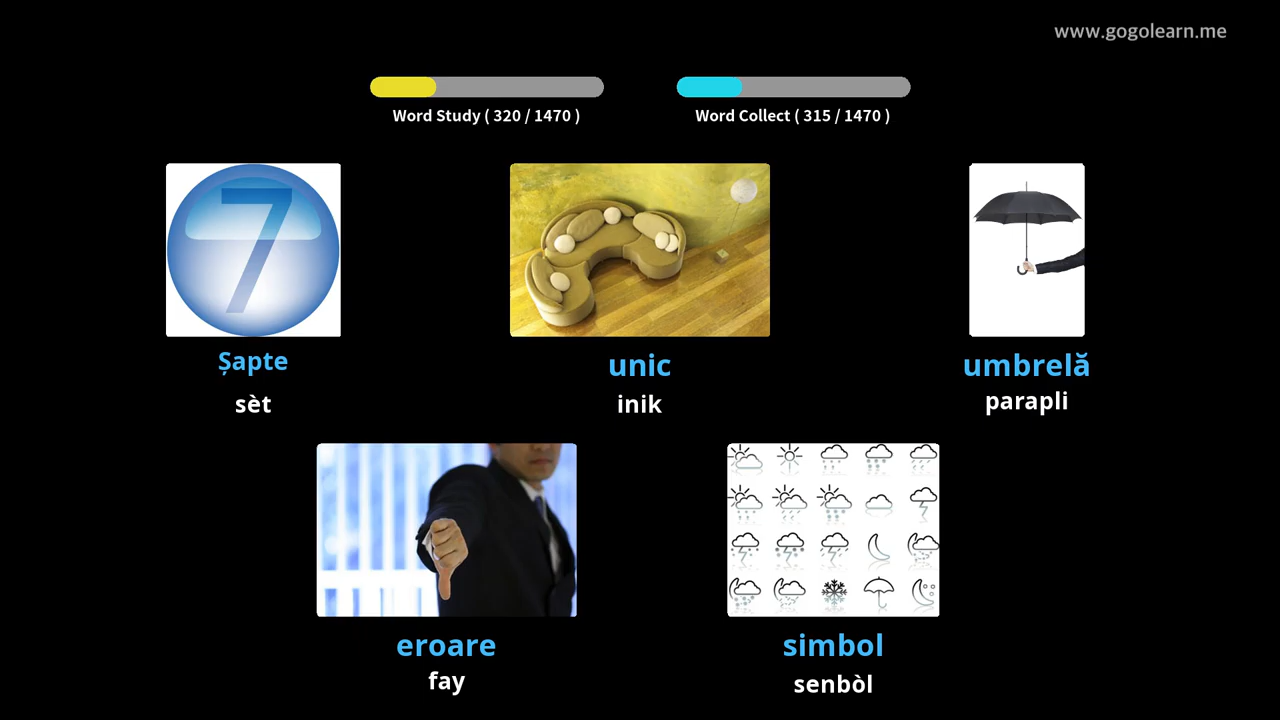 www.gogolearn.me
Word Study ( 320 / 1470 )
Word Collect ( 315 / 1470 )
7
Șapte
sèt
unic
inik
umbrelă
parapli
eroare
fay
simbol
senbòl